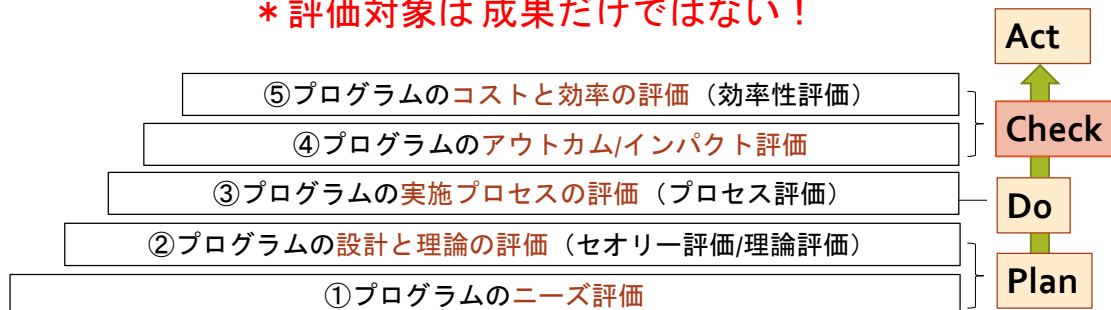 ＊評価対象は 成果だけではない！
Act
⑤プログラムのコストと効率の評価（効率性評価）
Check
④プログラムのアウトカム/インパクト評価
③プログラムの実施プロセスの評価（プロセス評価）
Do
②プログラムの設計と理論の評価（セオリー評価/理論評価）
Plan
①プログラムのニーズ評価